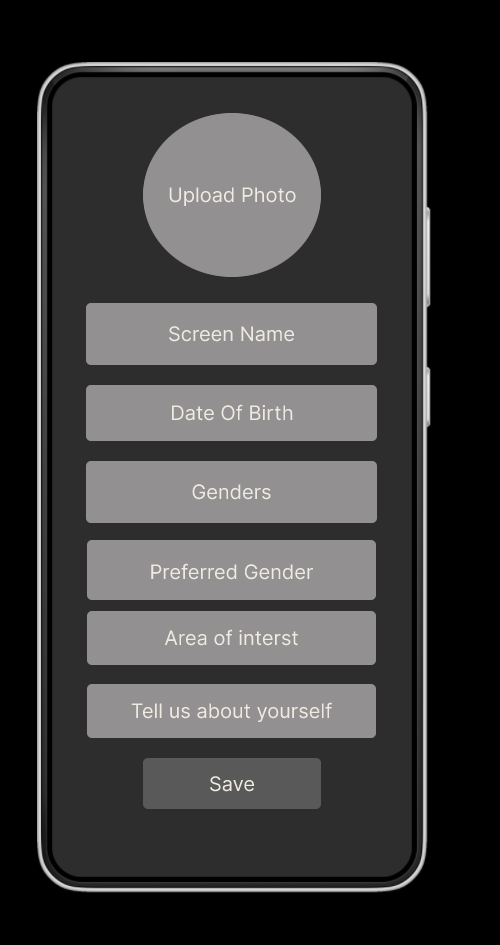 Upload Photo
Screen Name
Date Of Birth
Genders
Preferred Gender
Area of interst
Tell us about yourself
Save